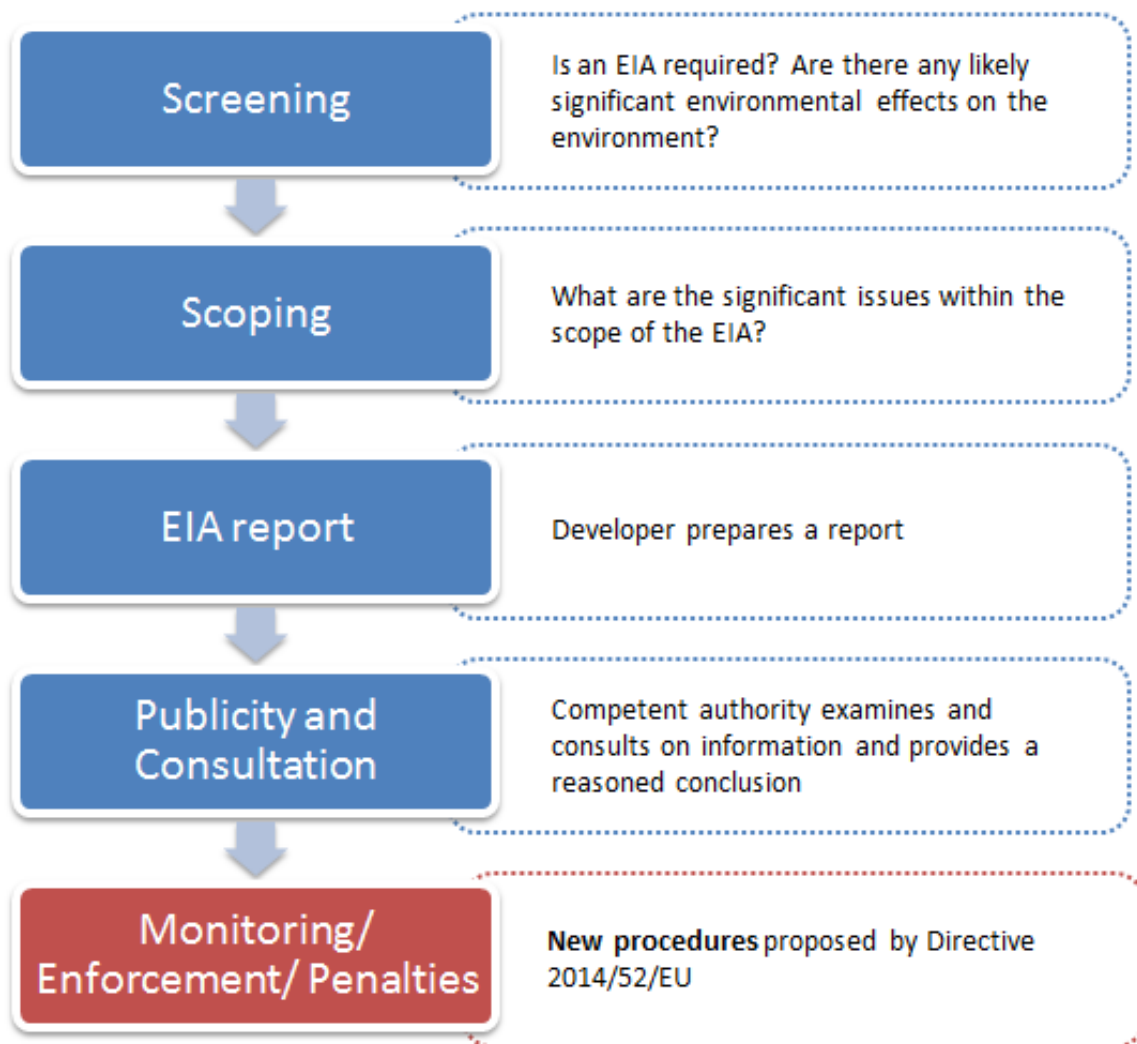 Screening
Is an EIA required? Are there any likely
significant environmental effects on the
environment?
Scoping
What are the significant issues within the
scope of the EIA?
EIA report
Developer prepares a report
Publicity and
Consultation
Competent authority examines and
consults on information and provides a
reasoned conclusion
Monitoring/
Enforcement/ Penalties
New procedures proposed by Directive
2014/52/EU